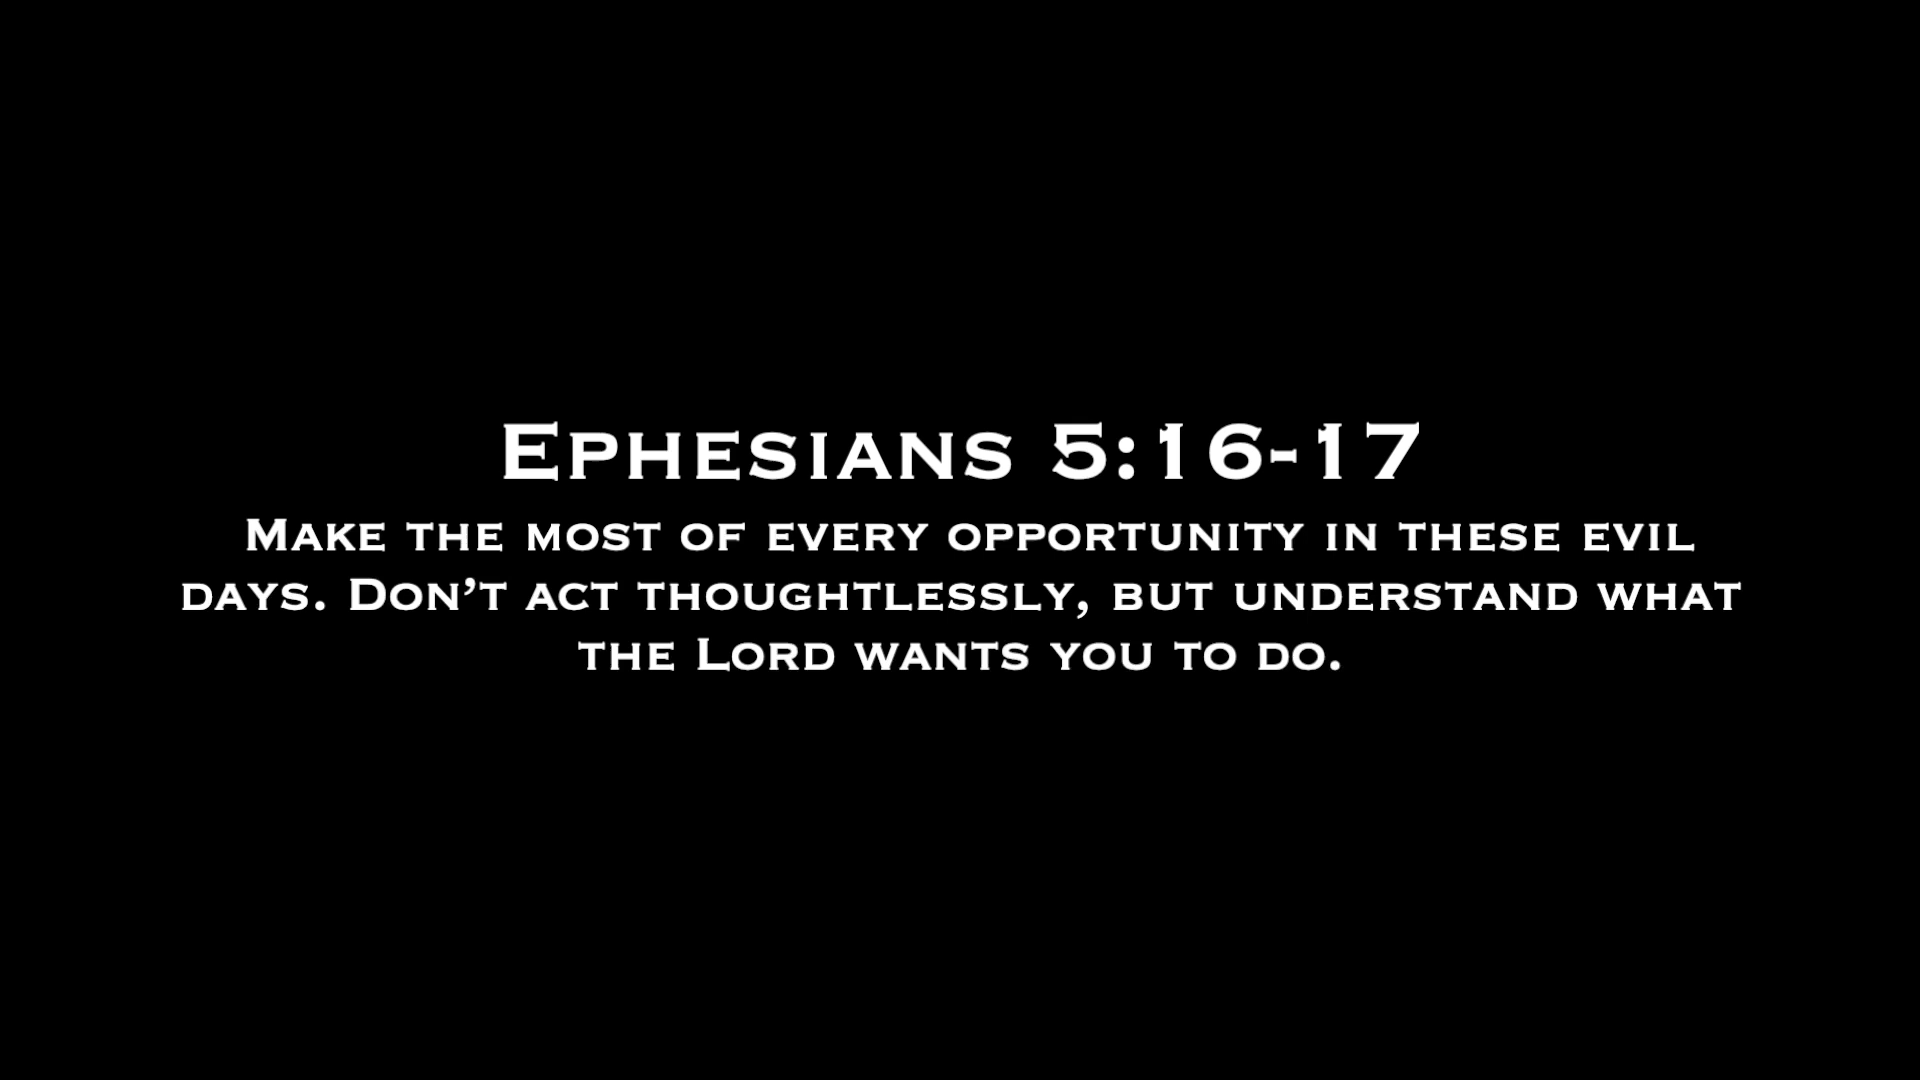 Ephesians 5:16-17
Make the most of every opportunity in these evil
days. Don’t act thoughtlessly, but understand what
the Lord wants you to do.